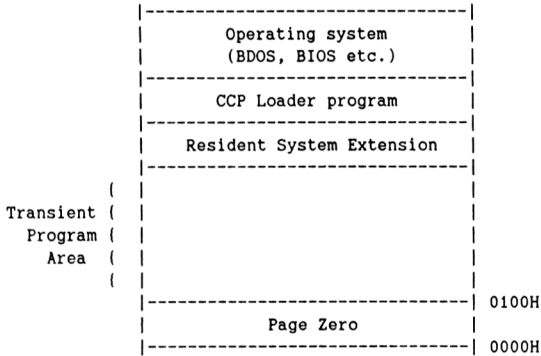 Operating system
(BDOS, BIOS etc.)
CCP Loader program
Resident System Extension
Transient
Program
Area
0100H
Page Zero
0000H